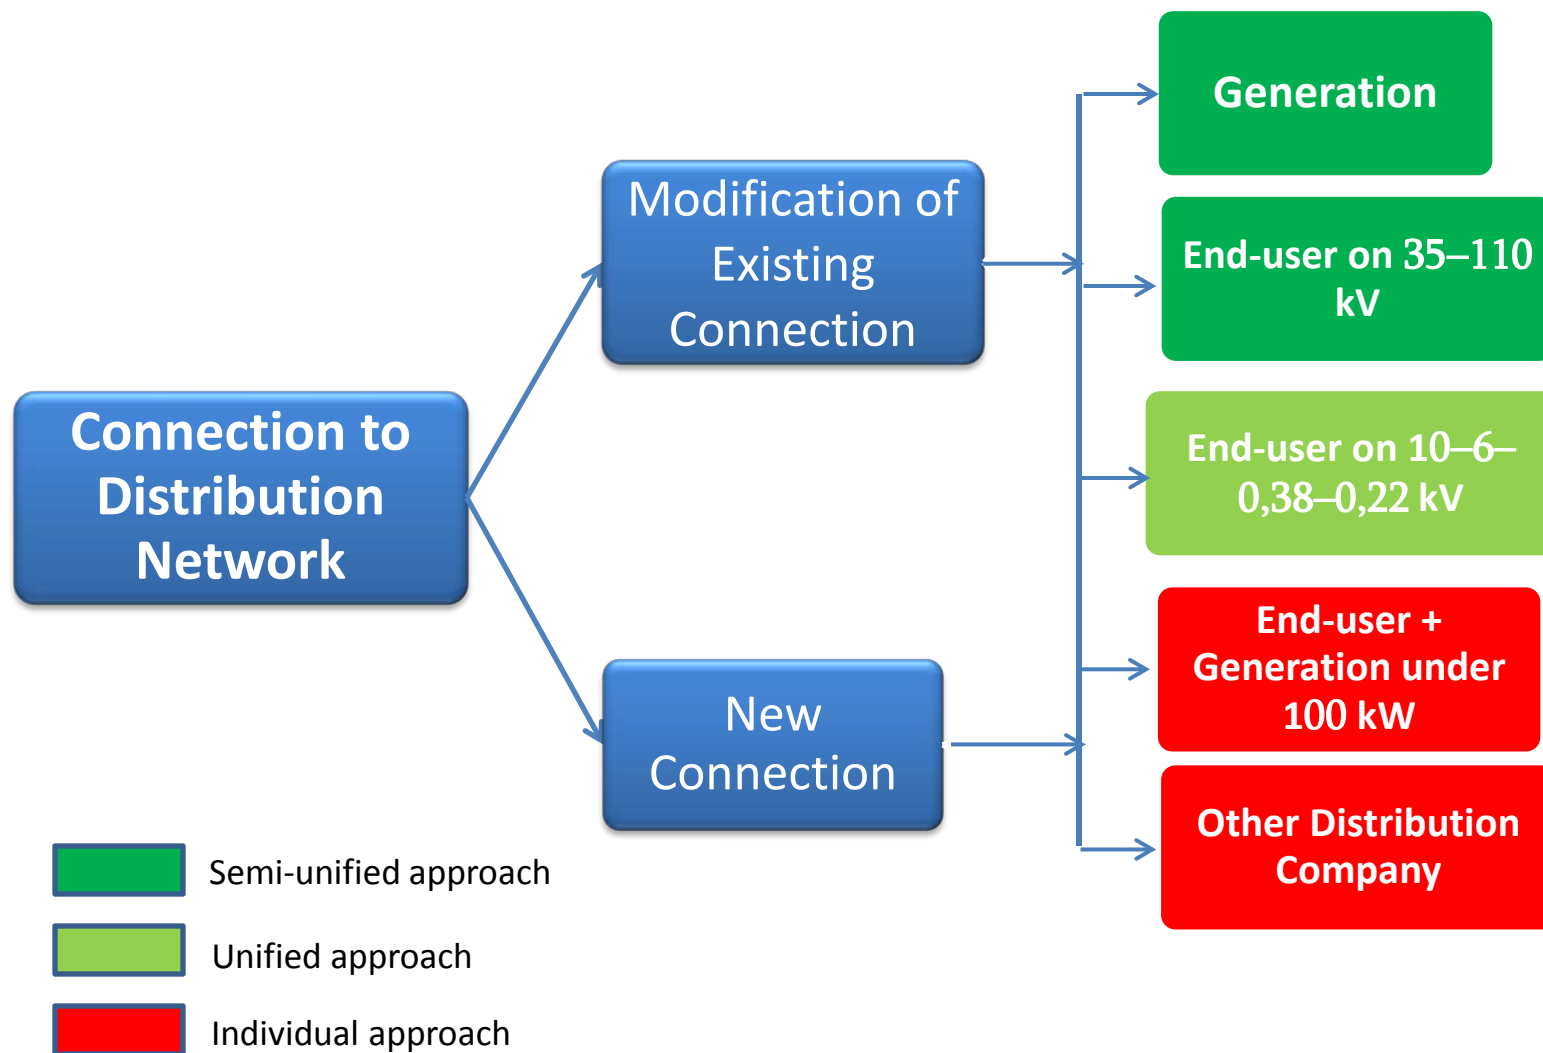 Generation
Modification of
Existing
Connection
End-user on 35–110
kV
Connection to
Distribution
Network
End-user on 10–6–
0,38–0,22 kV
End-user +
Generation under
100 kW
New
Connection
Other Distribution
Company
Semi-unified approach
Unified approach
Individual approach